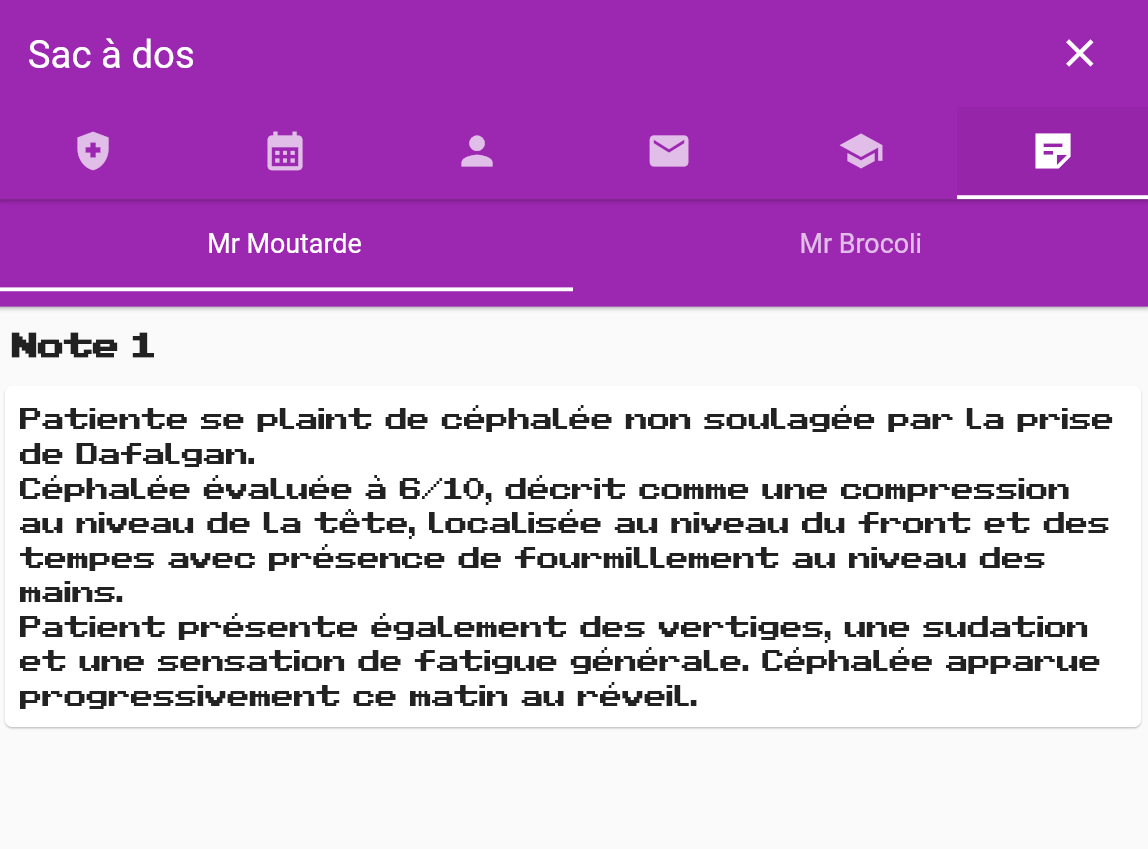 Sac à dos
Mr Moutarde
Mr Brocoli
Note 1
Patiente se plaint de céphalée non soulagée par la prise
de Dafalgan.
Céphalée évaluée à 6/10, décrit comme une compression
au niveau de la tête, localisée au niveau du front et des
tempes avec présence de fourmillement au niveau des
mains.
Patient présente également des vertiges, une sudation
et une sensation de fatigue générale. Céphalée apparue
progressivement ce matin au réveil.